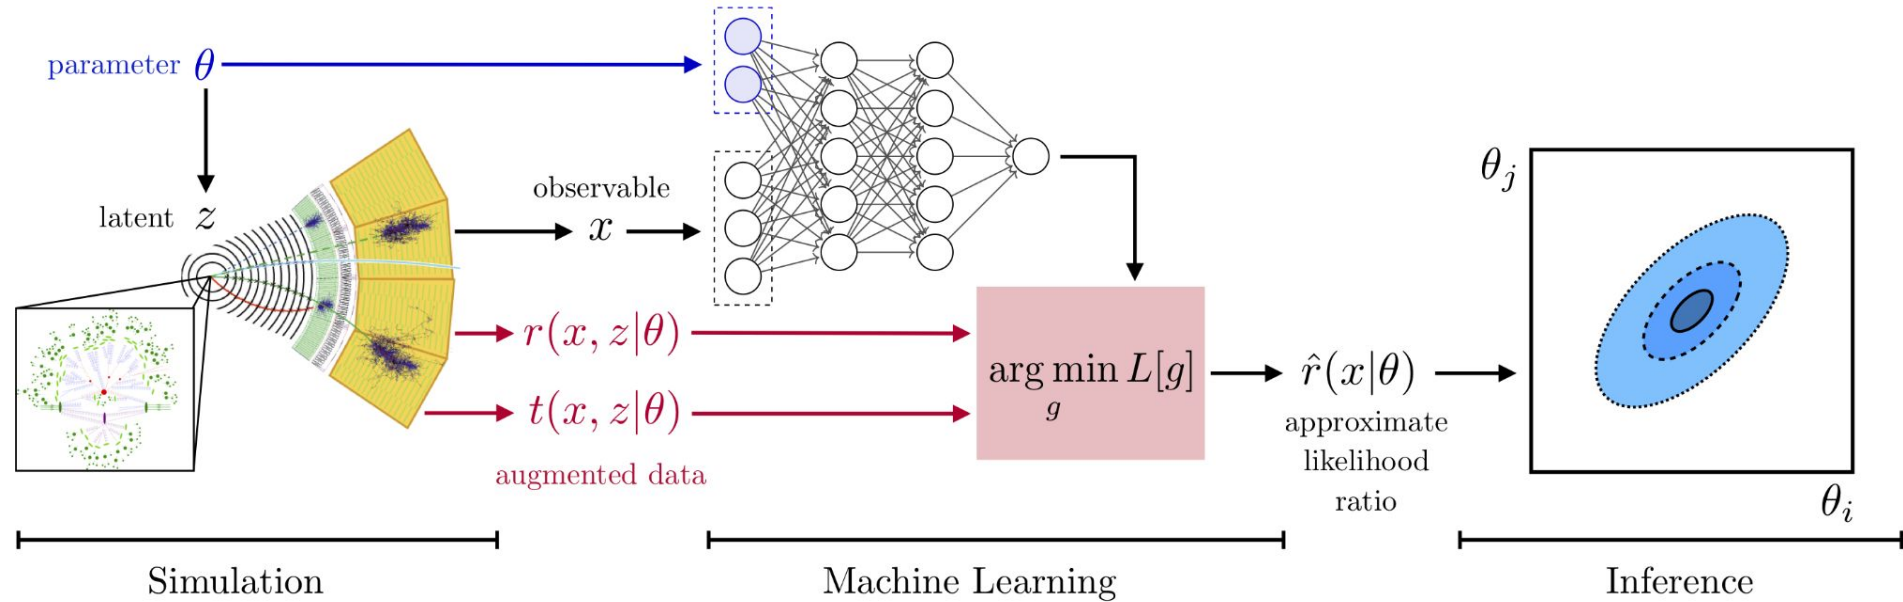 parameter θ
latent z
observable
x
r(x, z|θ)
t(x, z|θ)
augmented data
arg min L[g]
g
r̂(x|θ)
approximate
likelihood
ratio
θj
θi
Simulation
Machine Learning
Inference